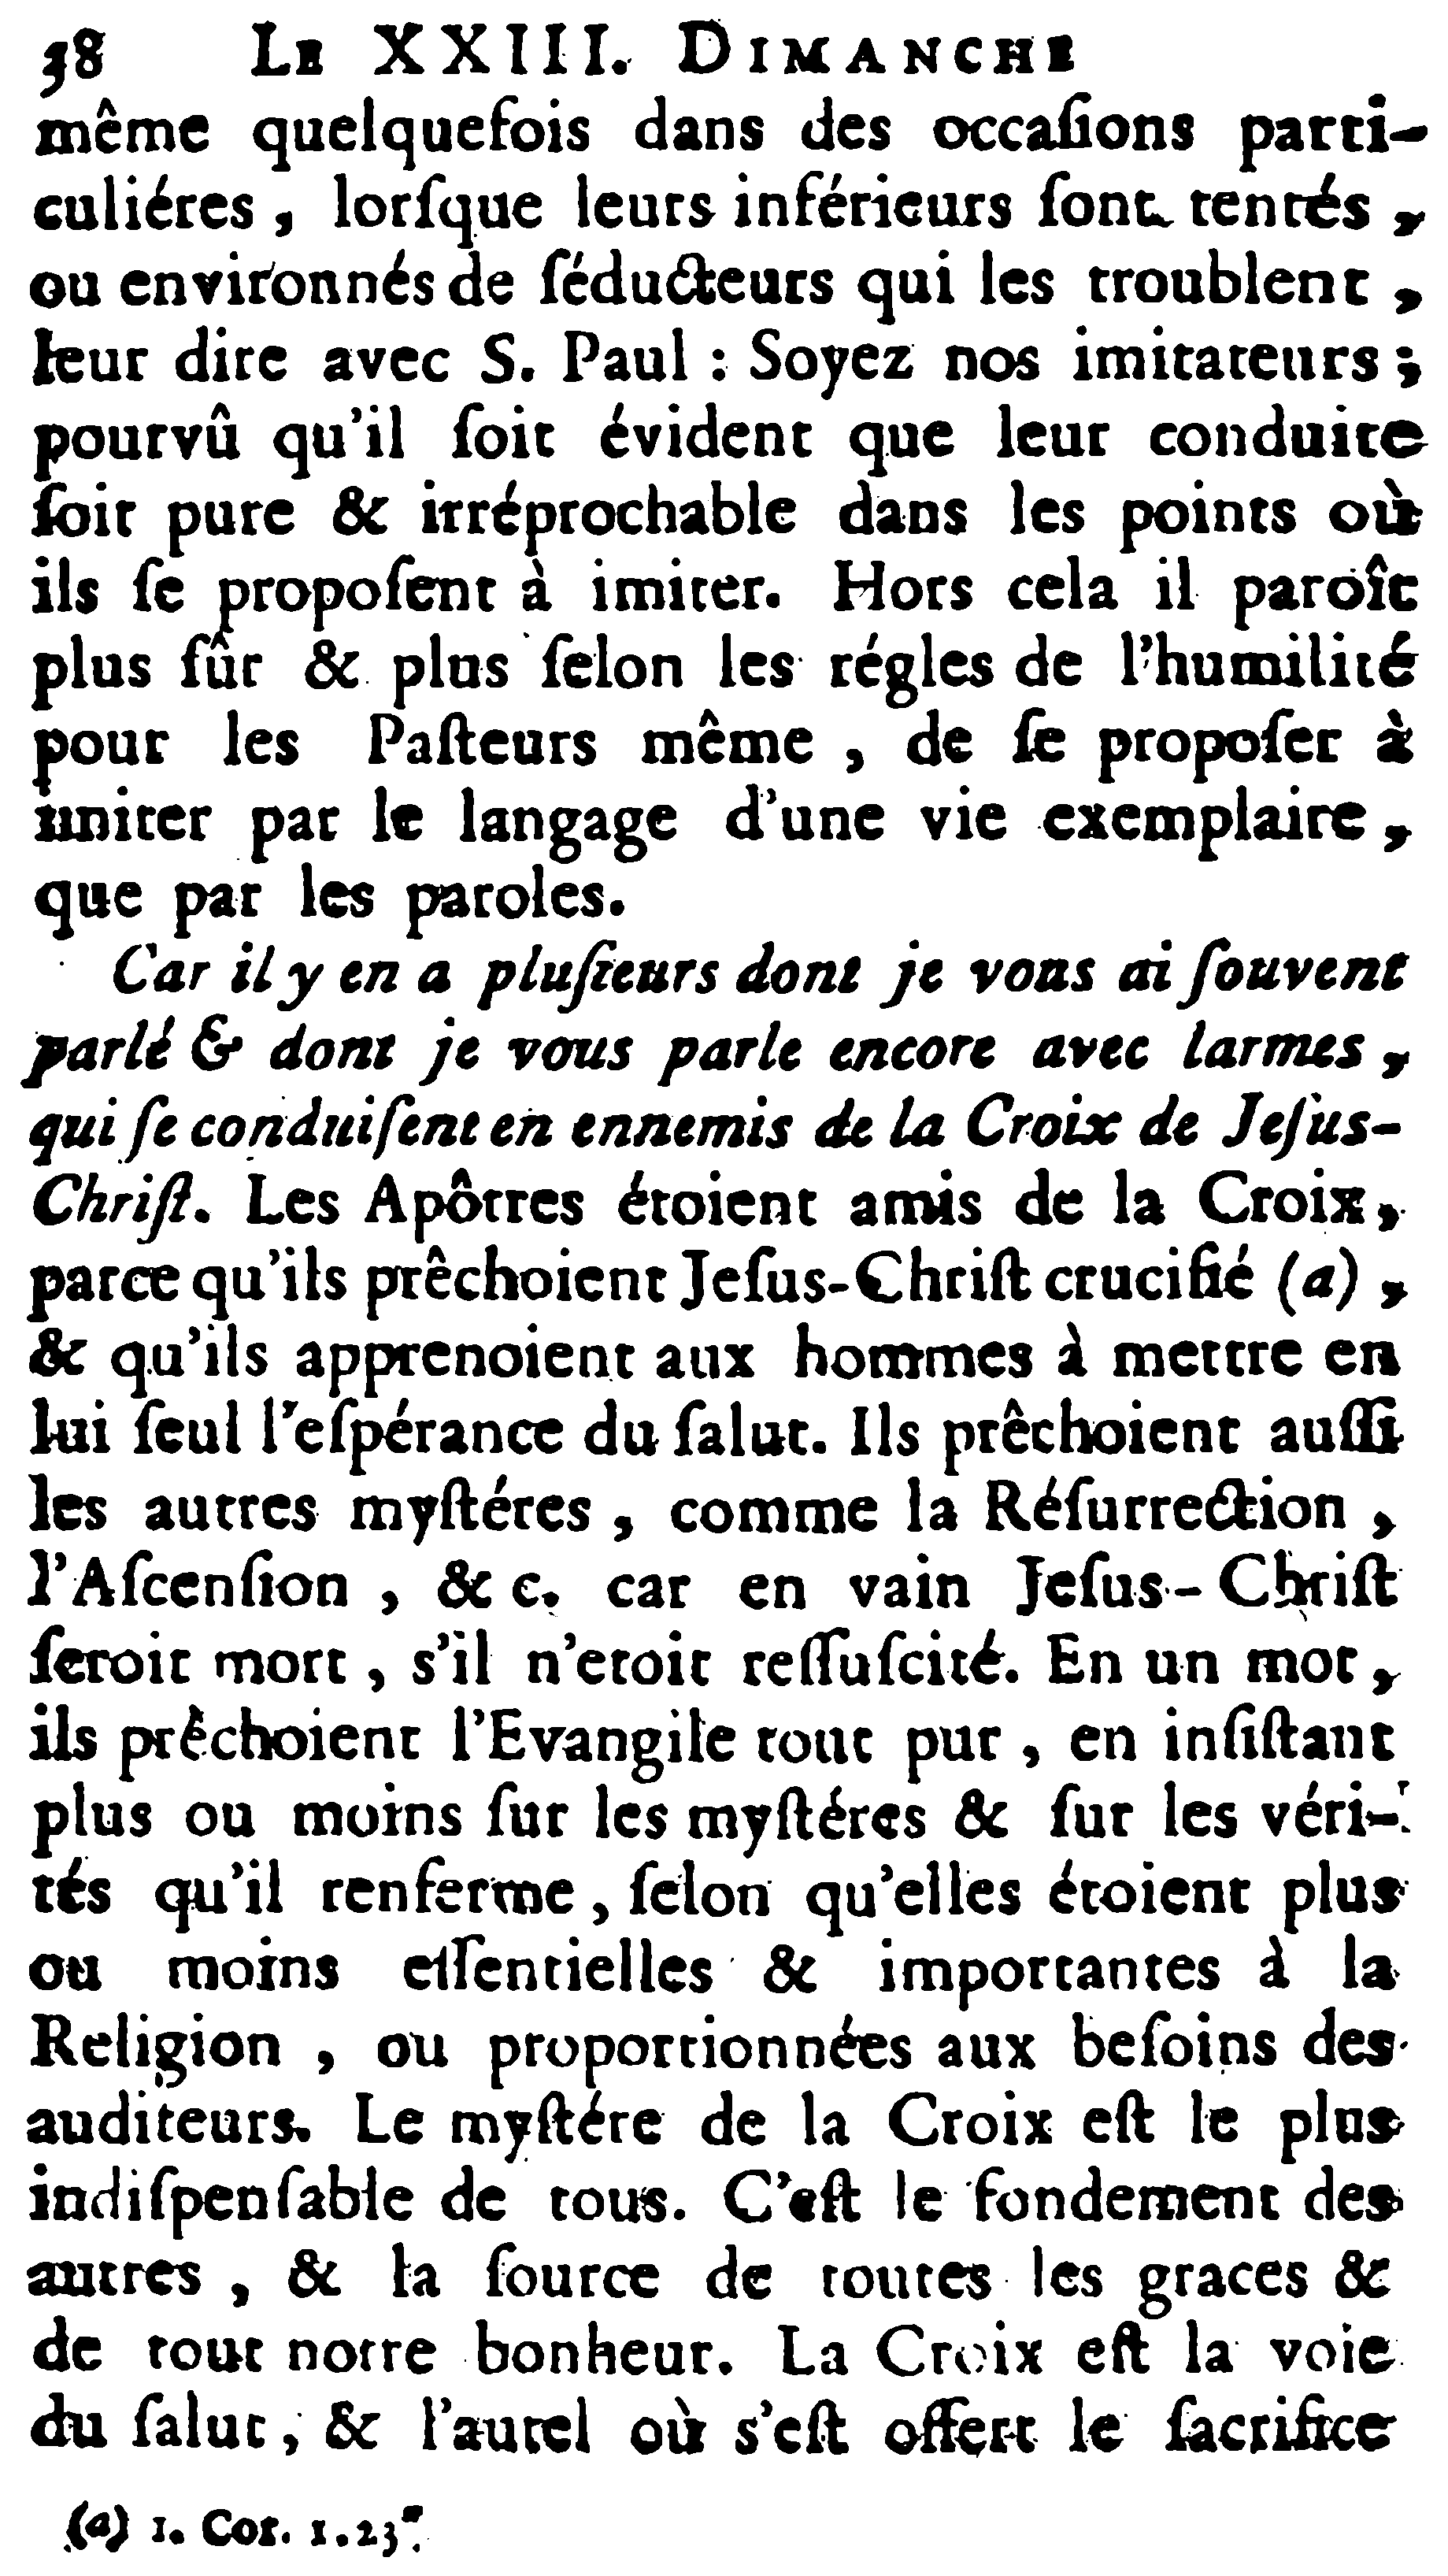 38 LE XXIII. DIMANCHE
même quelquefois dans des occaſions parti-
culiéres, lorſque leurs inférieurs ſont tentés,
ou environnés de ſéducteurs qui les troublent,
leur dire avec S. Paul : Soyez nos imitateurs ;
pourvû qu'il ſoit évident que leur conduite
ſoit pure & irréprochable dans les points où
ils ſe propoſent à imiter. Hors cela il paroît
plus ſûr & plus ſelon les régles de l'humilité
pour les Paſteurs même, de ſe propoſer à
imiter par le langage d'une vie exemplaire,
que par les paroles.
Car il y en a pluſieurs dont je vous ai ſouvent
parlé & dont je vous parle encore avec larmes,
qui ſe conduiſent en ennemis de la Croix de Jeſus-
Chriſt. Les Apôtres étoient amis de la Croix,
parce qu'ils prêchoient Jeſus-Chriſt crucifié (a),
& qu'ils apprenoient aux hommes à mettre en
lui ſeul l'eſpérance du ſalut. Ils prêchoient auſſi
les autres myſtéres, comme la Réſurrection,
l'Aſcenſion, & c. car en vain Jeſus-Chriſt
ſeroit mort, s'il n'etoit reſſuſcité. En un mot,
ils prêchoient l'Evangile tout pur, en inſiſtant
plus ou moins ſur les myſtéres & ſur les véri-
tés qu'il renferme, ſelon qu'elles étoient plus
ou moins eſſentielles & importantes à la
Religion, ou proportionnées aux beſoins des
auditeurs. Le myſtére de la Croix eſt le plus
indiſpenſable de tous. C'eſt le fondement des
autres, & la ſource de toutes les graces &
de tout notre bonheur. La Croix eſt la voie
du ſalut, & l'autel où s'eſt offert le ſacrifice
(a) 1. Cor. 1. 23.